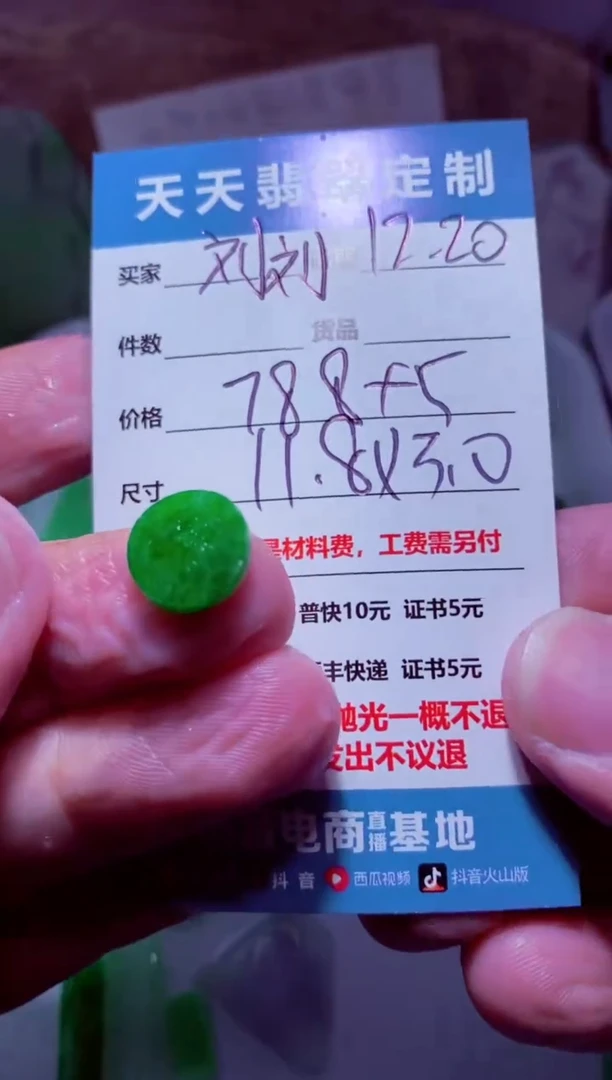 天天翡翠定制
买家 刘刘 12.20
货品
件数
价格 788+5
尺寸 11.8x3.0
是材料费，工费需另付
普快10元 证书5元
丰快递 证书5元
抛光一概不退
发出不议退
电商直播基地
抖音 西瓜视频 抖音火山版